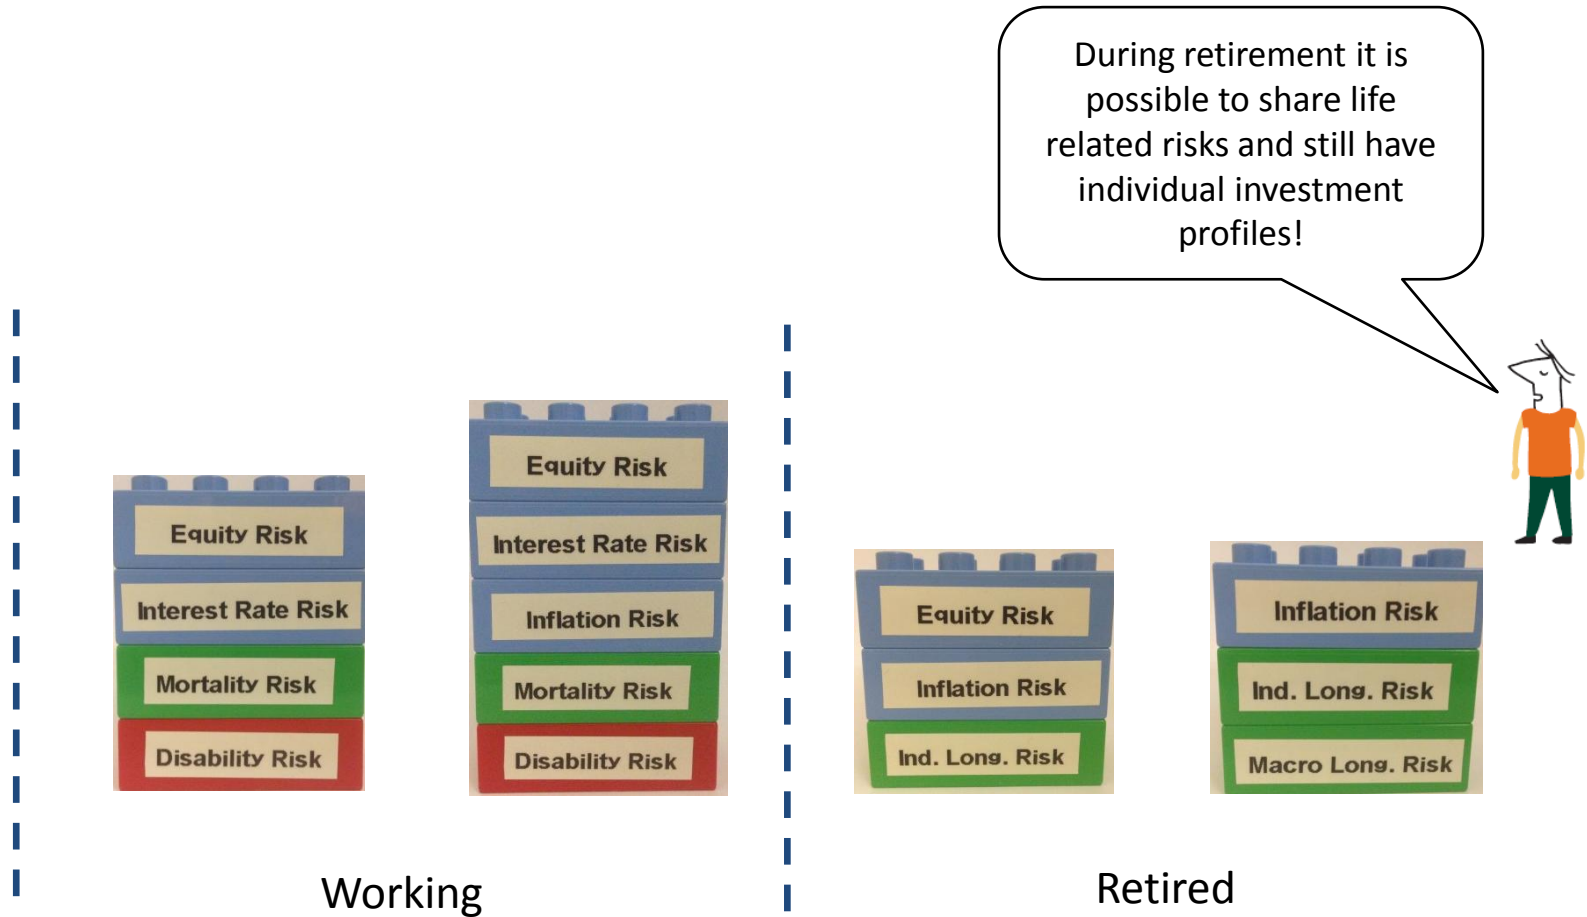 During retirement it is
possible to share life
related risks and still have
individual investment
profiles!
Equity Risk
Interest Rate Risk
Mortality Risk
Disability Risk
Equity Risk
Interest Rate Risk
Inflation Risk
Mortality Risk
Disability Risk
Equity Risk
Inflation Risk
Ind. Long. Risk
Inflation Risk
Ind. Long. Risk
Macro Long. Risk
Working
Retired